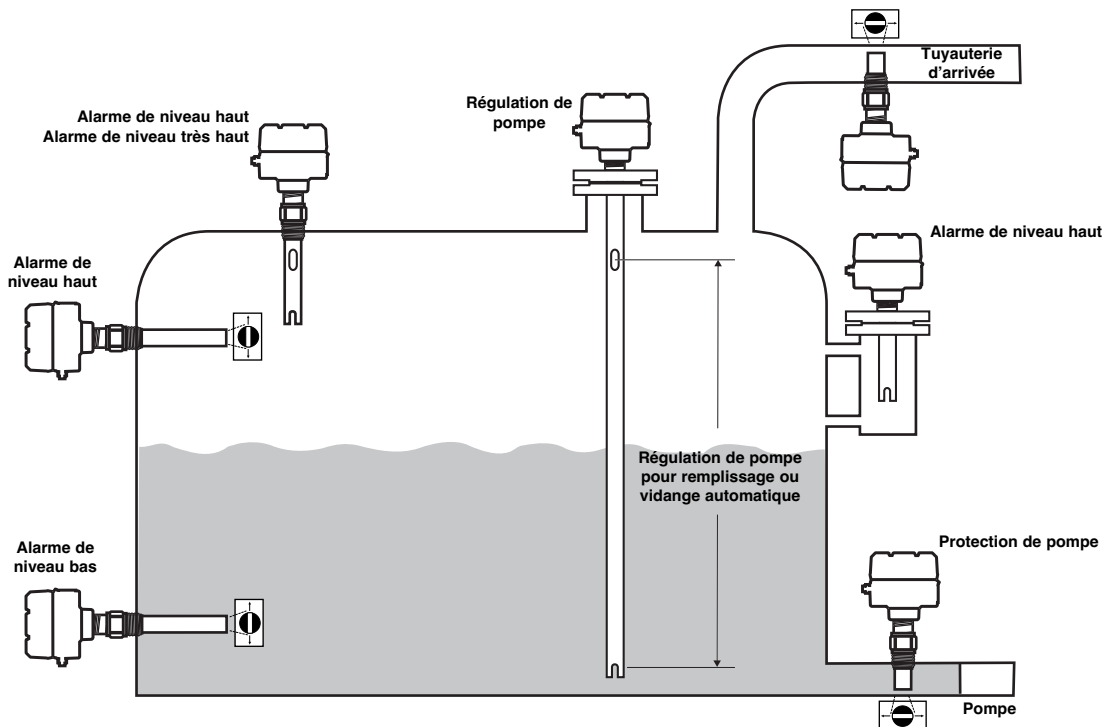 Tuyauterie
d'arrivée
Régulation de
pompe
Alarme de niveau haut
Alarme de niveau très haut
Alarme de niveau haut
Alarme de
niveau haut
Régulation de pompe
pour remplissage ou
vidange automatique
Alarme de
niveau bas
Protection de pompe
Pompe